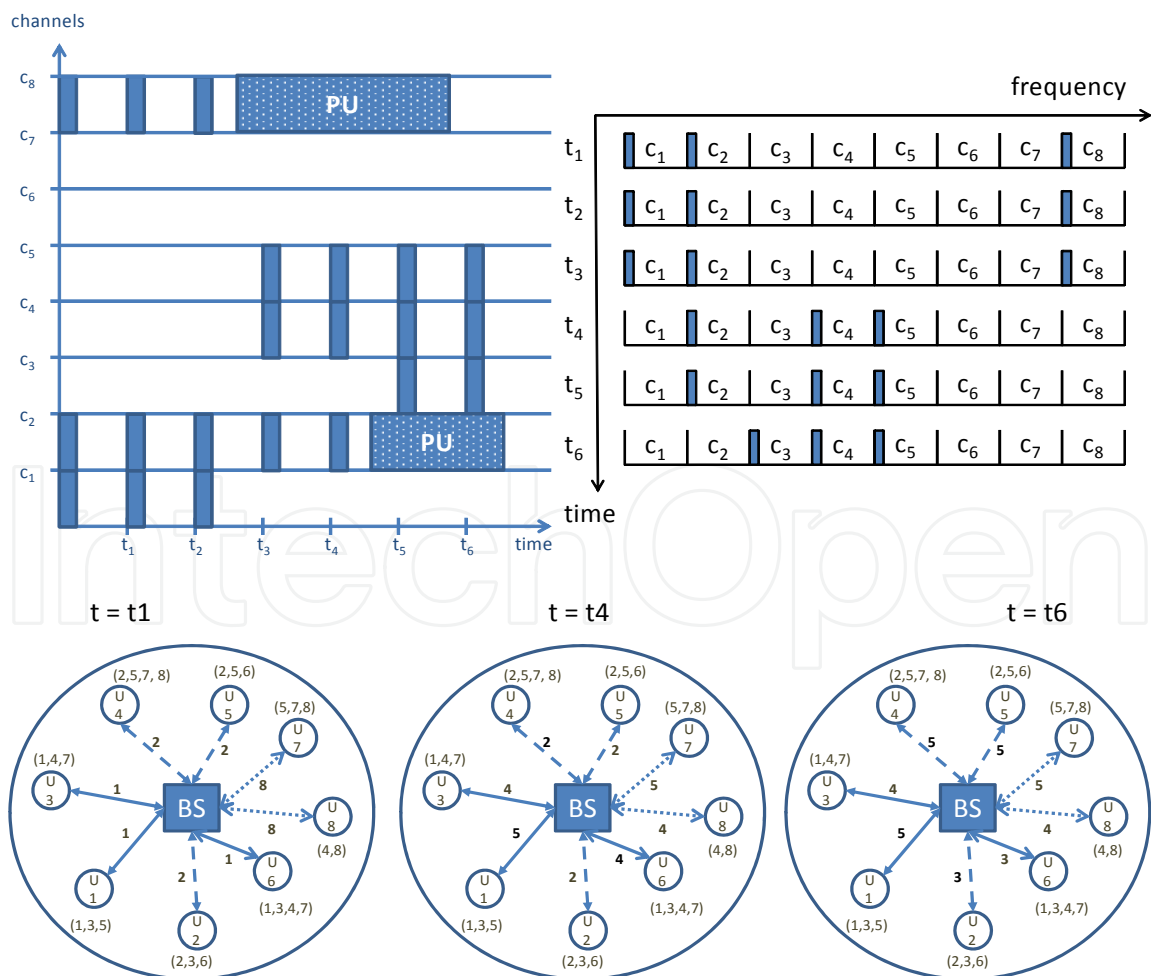 channels
c8
PU
c7
c6
c5
c4
c3
c2
PU
c1
t1 t2 t3 t4 t5 t6 time
frequency
t1 c1 c2 c3 c4 c5 c6 c7 c8
t2 c1 c2 c3 c4 c5 c6 c7 c8
t3 c1 c2 c3 c4 c5 c6 c7 c8
t4 c1 c2 c3 c4 c5 c6 c7 c8
t5 c1 c2 c3 c4 c5 c6 c7 c8
t6 c1 c2 c3 c4 c5 c6 c7 c8
time
IntechOpen
t = t1
(2,5,7, 8)
U 4
(2,5,6)
U 5
(5,7,8)
U 7
2
2
(1,4,7)
U 3
1
8
BS
8
U 8
(4,8)
1
1
U 6
(1,3,4,7)
2
U 1
(1,3,5)
U 2
(2,3,6)
t = t4
(2,5,7, 8)
U 4
(2,5,6)
U 5
(5,7,8)
U 7
2
2
(1,4,7)
U 3
4
5
BS
4
U 8
(4,8)
5
4
U 6
(1,3,4,7)
2
U 1
(1,3,5)
U 2
(2,3,6)
t = t6
(2,5,7, 8)
U 4
(2,5,6)
U 5
(5,7,8)
U 7
5
5
(1,4,7)
U 3
4
5
BS
4
U 8
(4,8)
5
3
U 6
(1,3,4,7)
3
U 1
(1,3,5)
U 2
(2,3,6)